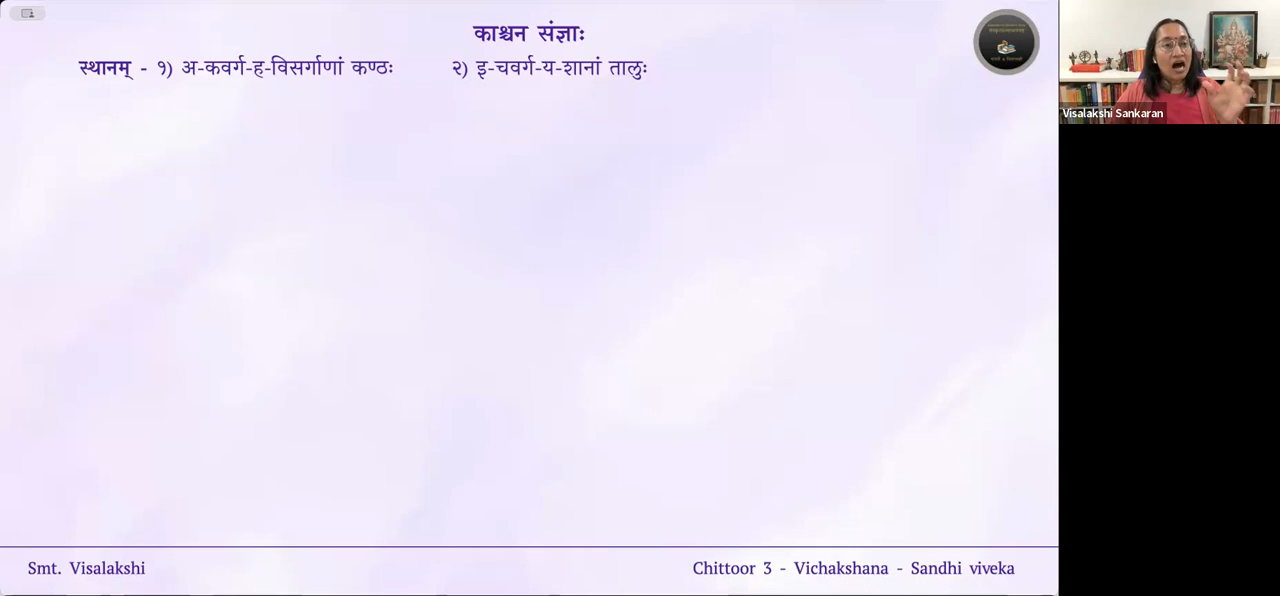 काश्चन संज्ञाः
स्थानम् - १) अ-कवर्ग-ह-विसर्गाणां कण्ठः २) इ-चवर्ग-य-शानां तालुः
Visalakshi Sankaran
Smt. Visalakshi
Chittoor 3 - Vichakshana - Sandhi viveka